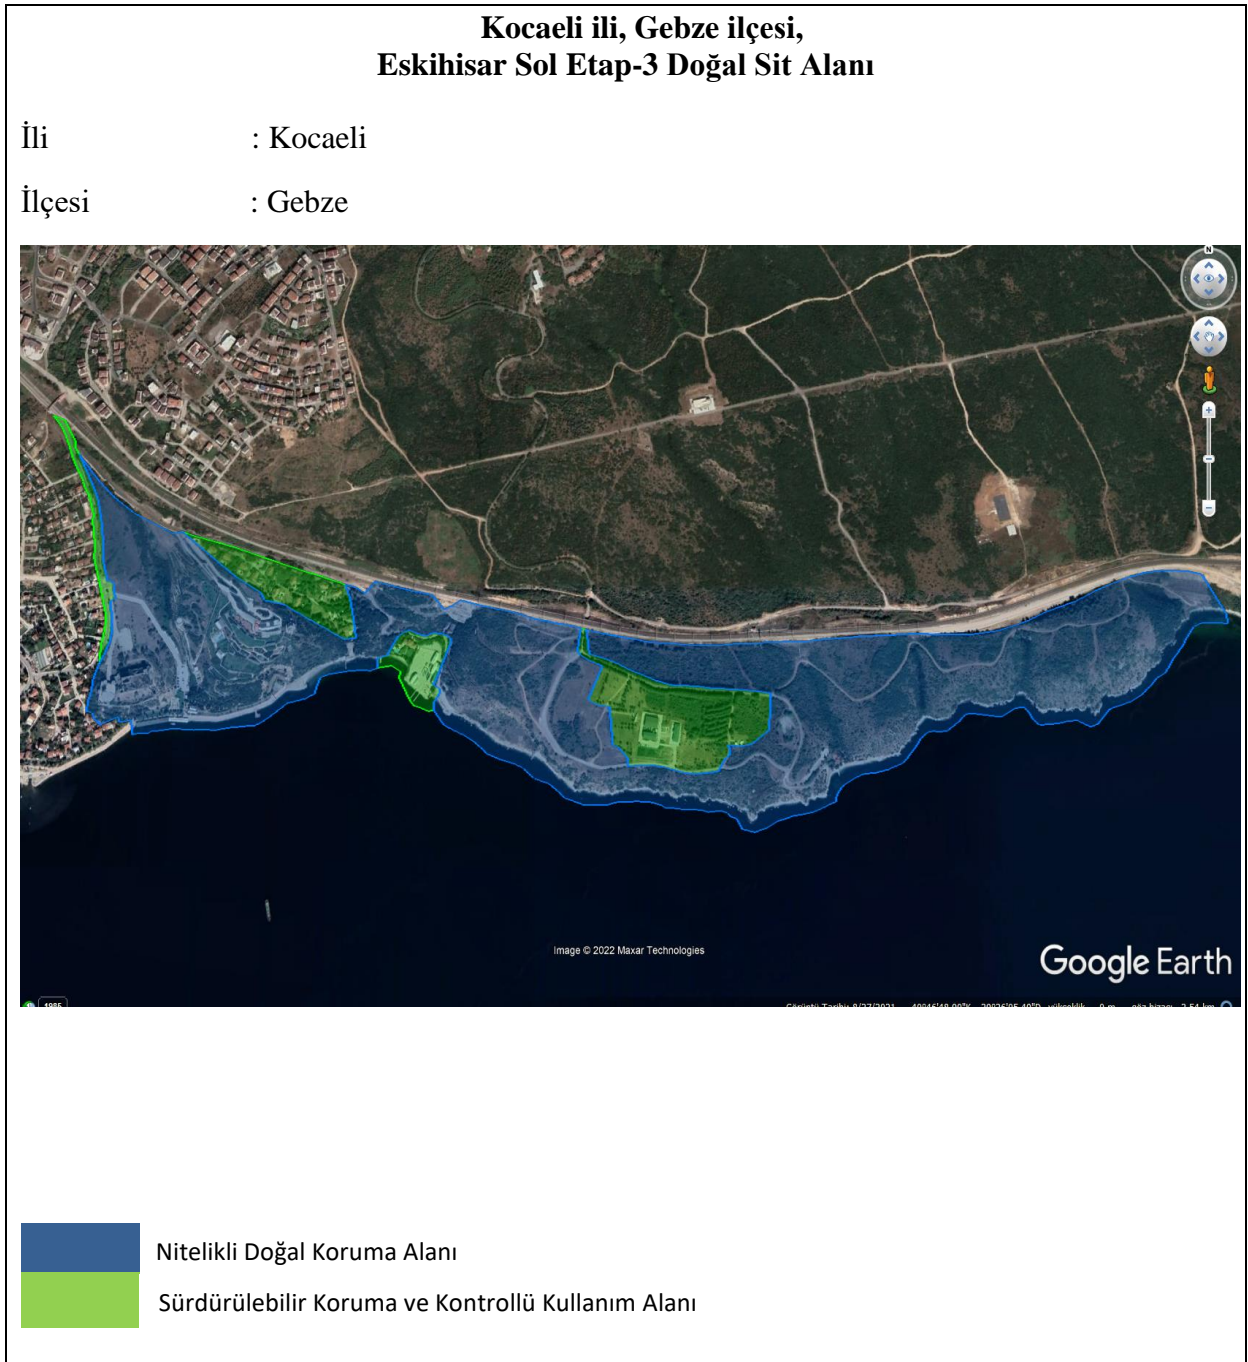 Kocaeli ili, Gebze ilçesi,
Eskihisar Sol Etap-3 Doğal Sit Alanı
İli : Kocaeli
İlçesi : Gebze
N
Image © 2022 Maxar Technologies
Google Earth
1985
Nitelikli Doğal Koruma Alanı
Sürdürülebilir Koruma ve Kontrollü Kullanım Alanı